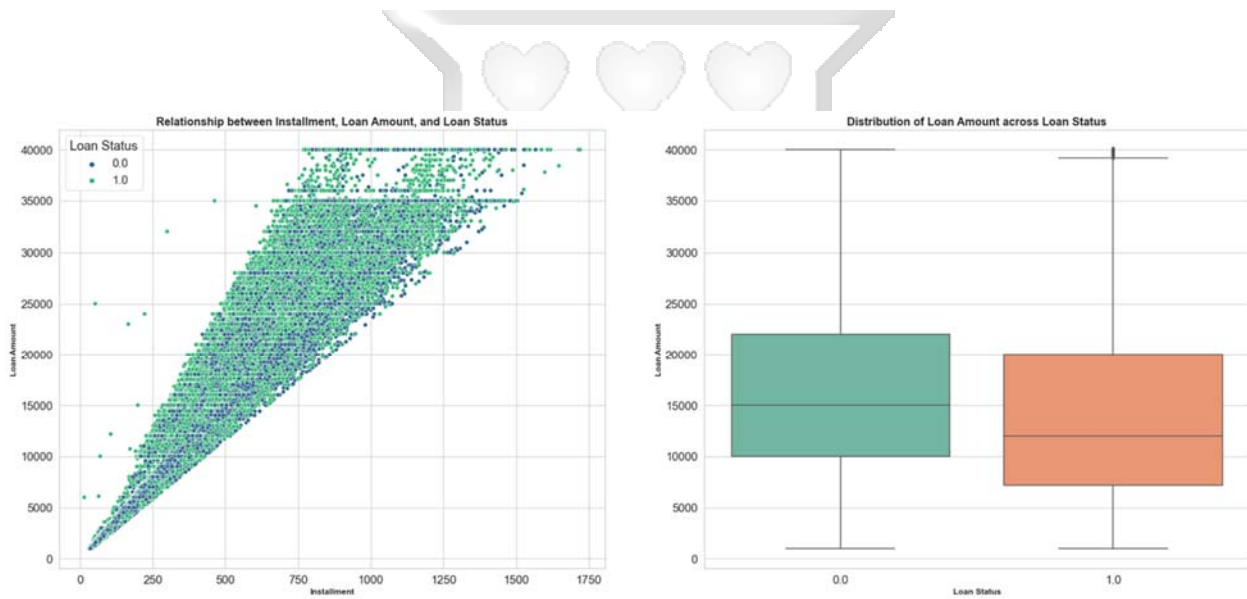 Relationship between Installment, Loan Amount, and Loan Status
Loan Status
0.0
1.0
40000
35000
30000
25000
20000
15000
10000
5000
0
Loan Amount
0 250 500 750 1000 1250 1500 1750
Installment
Distribution of Loan Amount across Loan Status
40000
35000
30000
25000
20000
15000
10000
5000
0
Loan Amount
0.0 1.0
Loan Status